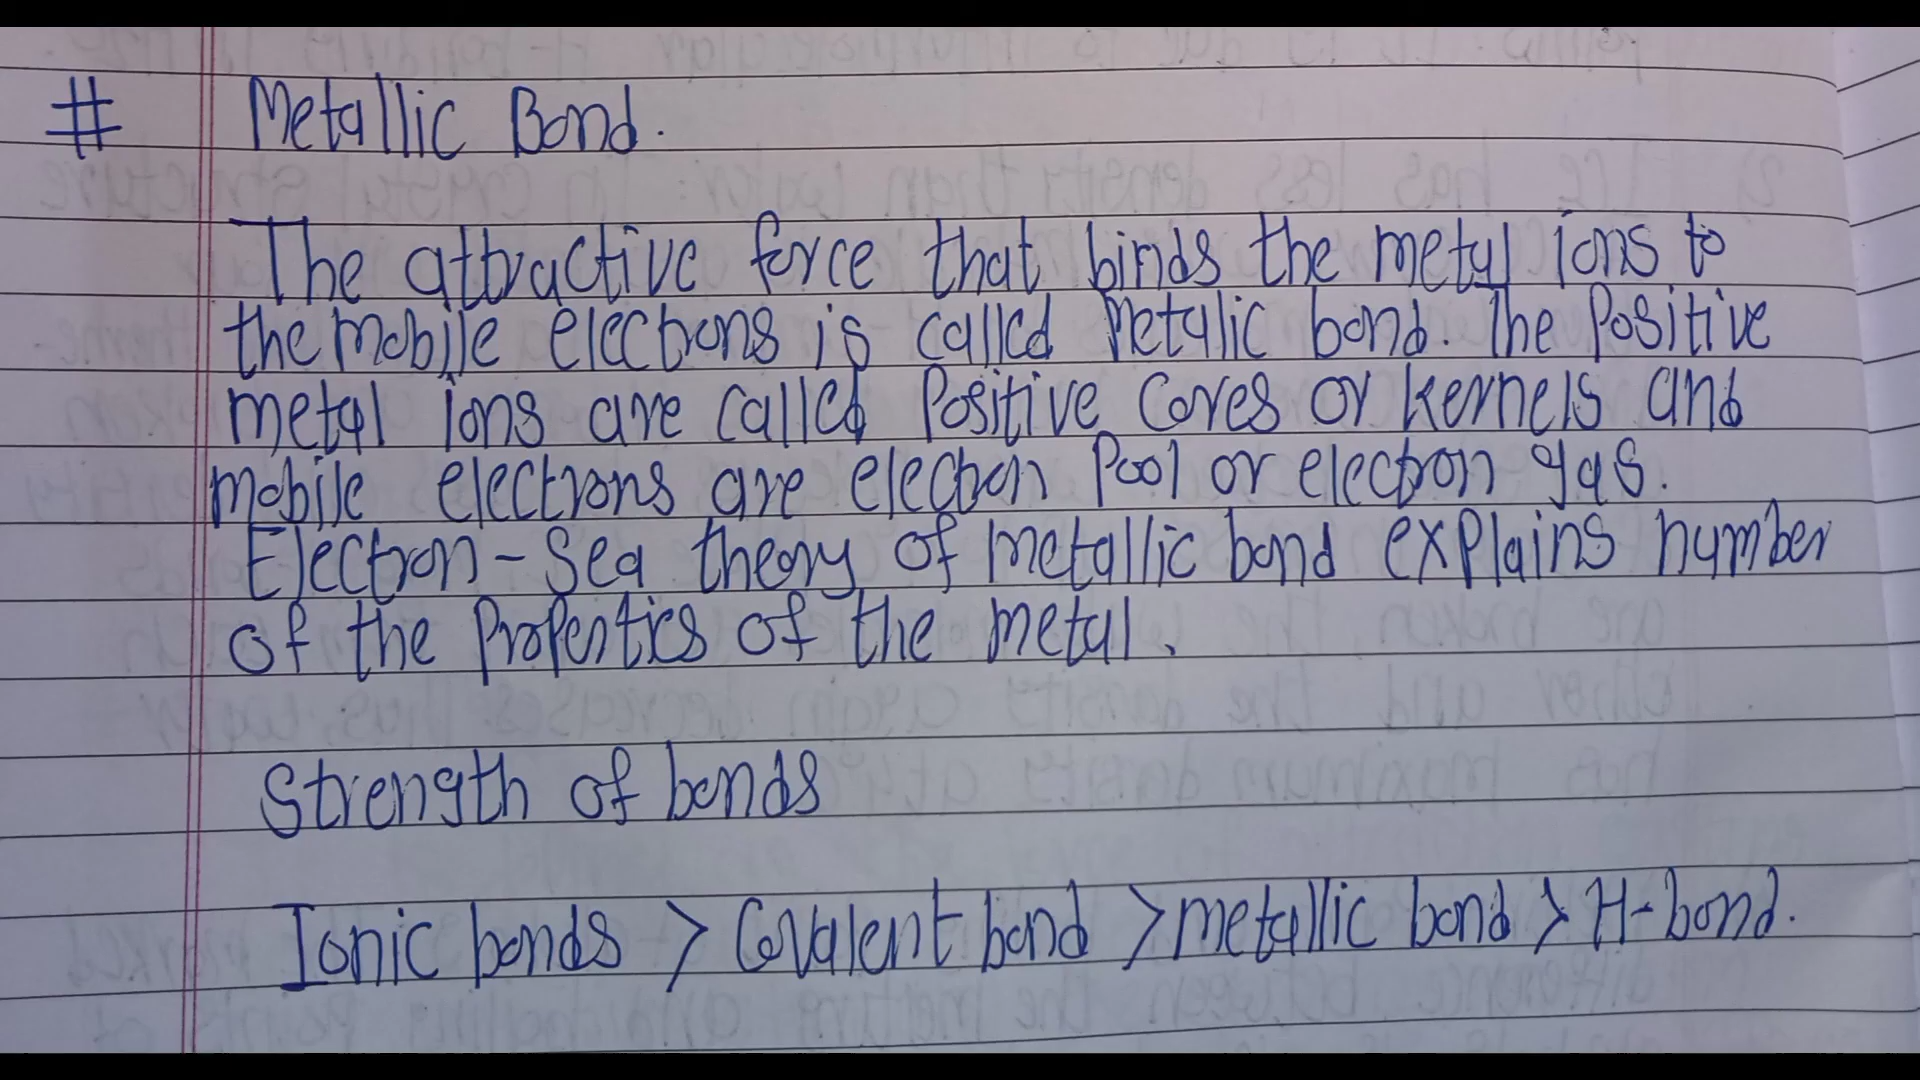 # Metallic Bond.
The attractive force that binds the metal ions to
the mobile electrons is called Metalic bond. The Positive
metal ions are called Positive Cores or kernels and
mobile electrons are electron Pool or electron gas.
Electron-Sea theory of metallic bond explains number
of the Properties of the metal.
Strength of bonds
Ionic bonds > Covalent bond > metallic bond > H-bond.